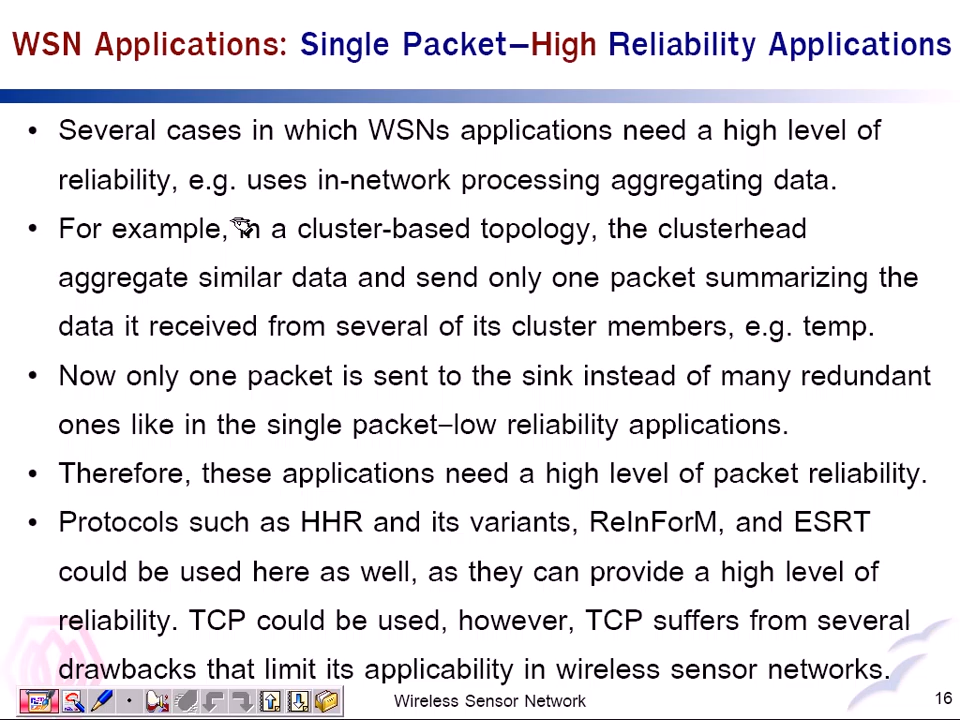 WSN Applications: Single Packet–High Reliability Applications
• Several cases in which WSNs applications need a high level of
reliability, e.g. uses in-network processing aggregating data.
• For example, in a cluster-based topology, the clusterhead
aggregate similar data and send only one packet summarizing the
data it received from several of its cluster members, e.g. temp.
• Now only one packet is sent to the sink instead of many redundant
ones like in the single packet–low reliability applications.
• Therefore, these applications need a high level of packet reliability.
• Protocols such as HHR and its variants, ReInForM, and ESRT
could be used here as well, as they can provide a high level of
reliability. TCP could be used, however, TCP suffers from several
drawbacks that limit its applicability in wireless sensor networks.
Wireless Sensor Network
16